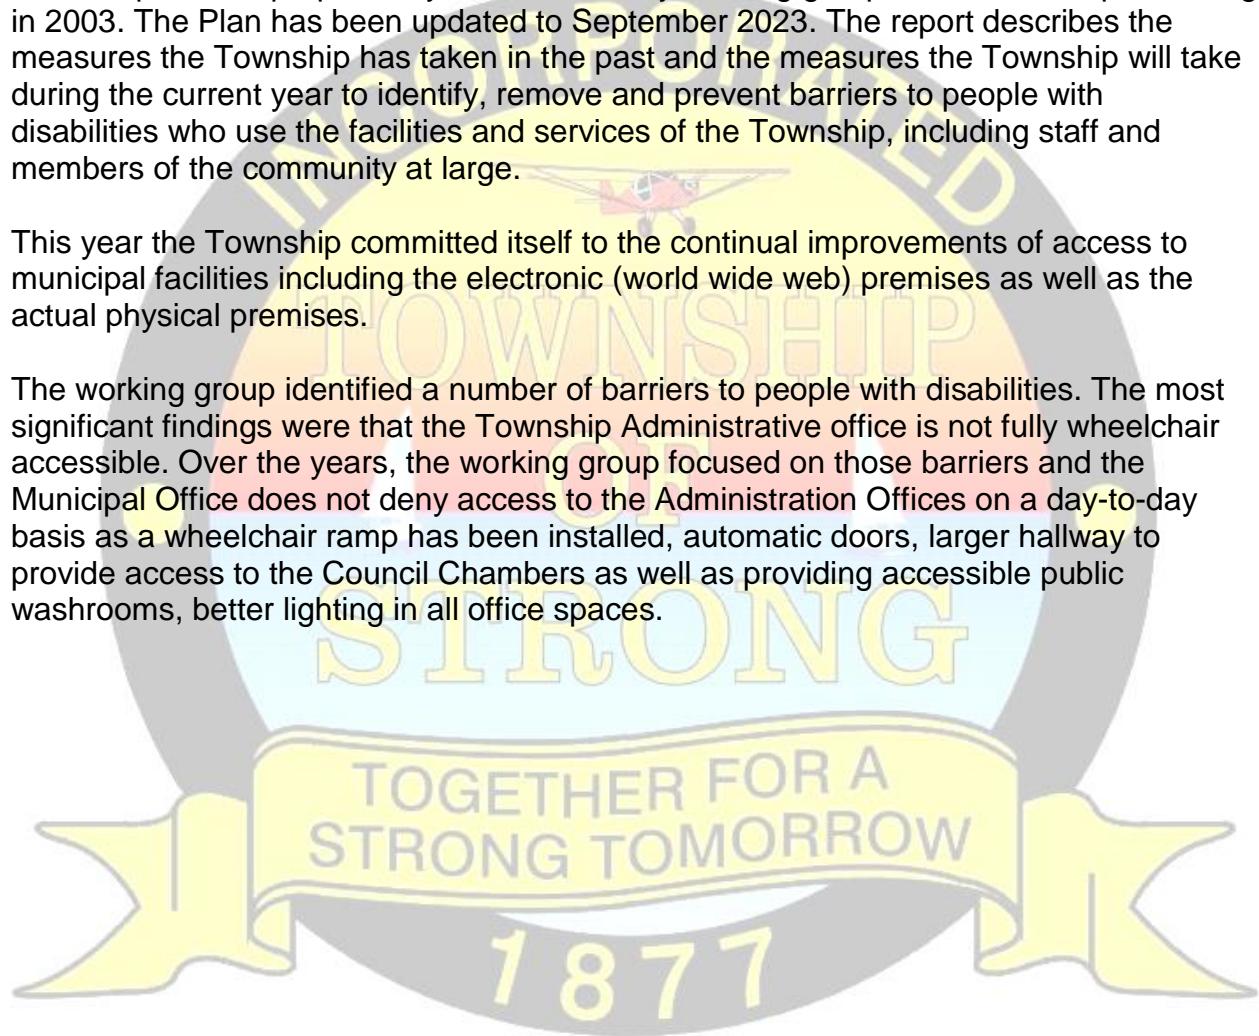 in 2003. The Plan has been updated to September 2023. The report describes the
measures the Township has taken in the past and the measures the Township will take
during the current year to identify, remove and prevent barriers to people with
disabilities who use the facilities and services of the Township, including staff and
members of the community at large.
This year the Township committed itself to the continual improvements of access to
municipal facilities including the electronic (world wide web) premises as well as the
actual physical premises.
The working group identified a number of barriers to people with disabilities. The most
significant findings were that the Township Administrative office is not fully wheelchair
accessible. Over the years, the working group focused on those barriers and the
Municipal Office does not deny access to the Administration Offices on a day-to-day
basis as a wheelchair ramp has been installed, automatic doors, larger hallway to
provide access to the Council Chambers as well as providing accessible public
washrooms, better lighting in all office spaces.
INCORPORATED
TOWNSHIP
OF
STRONG
TOGETHER FOR A
STRONG TOMORROW
1877